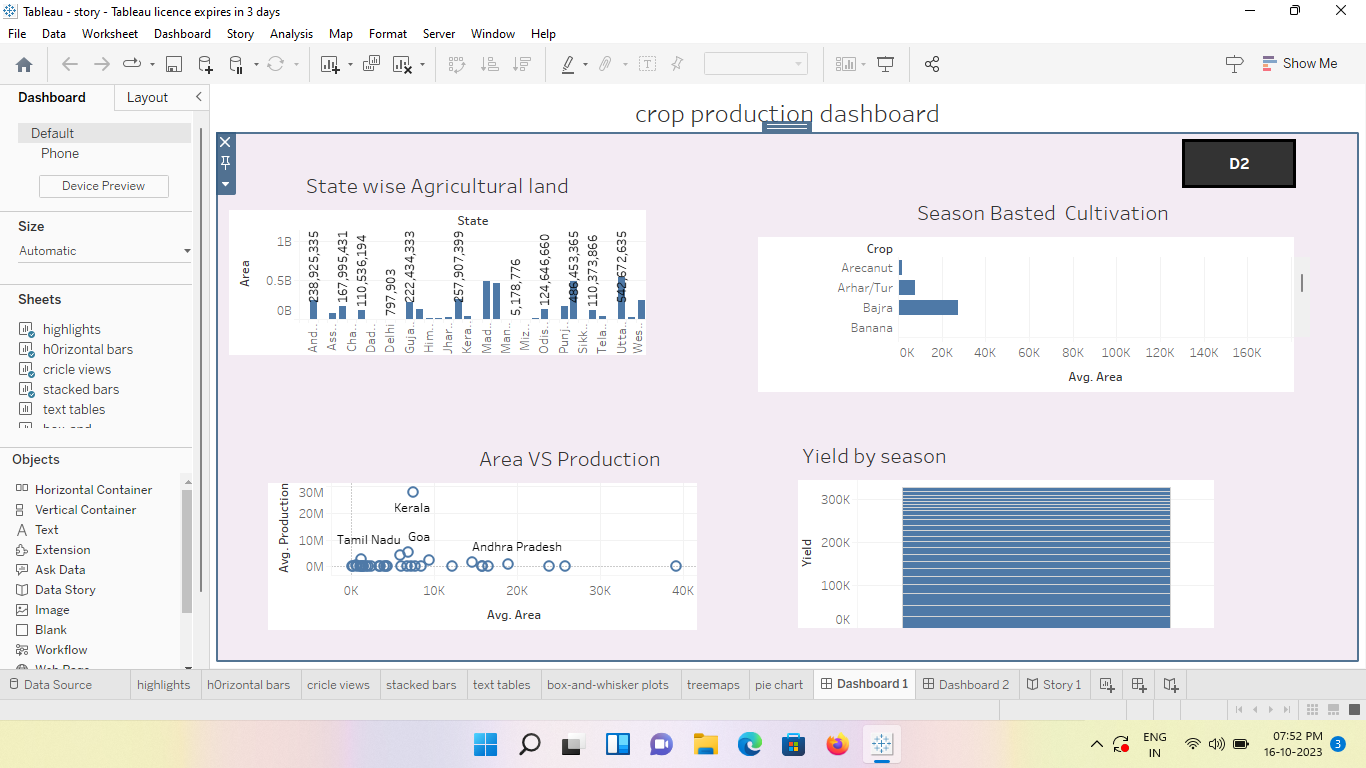 Tableau - story - Tableau licence expires in 3 days
File Data Worksheet Dashboard Story Analysis Map Format Server Window Help
Show Me
Dashboard Layout
Default
Phone
Device Preview
Size
Automatic
Sheets
highlights
h0rizontal bars
cricle views
stacked bars
text tables
Objects
Horizontal Container
Vertical Container
Text
Extension
Ask Data
Data Story
Image
Blank
Workflow
Web Page
crop production dashboard
D2
State wise Agricultural land
State
Area
1B
0.5B
0B
238,925,335
167,995,431
110,536,194
797,903
222,434,333
257,907,399
5,178,776
124,646,660
486,453,365
110,373,866
542,672,635
And..
Ass..
Cha..
Dad..
Delhi
Guja..
Him..
Jhar..
Kera..
Mad..
Man..
Miz..
Odis..
Punj..
Sikk..
Tela..
Utta..
Wes..
Season Basted Cultivation
Crop
Arecanut
Arhar/Tur
Bajra
Banana
0K 20K 40K 60K 80K 100K 120K 140K 160K
Avg. Area
Area VS Production
Avg. Production
30M
20M
10M
0M
Kerala
Tamil Nadu
Goa
Andhra Pradesh
0K 10K 20K 30K 40K
Avg. Area
Yield by season
Yield
300K
200K
100K
0K
Data Source highlights h0rizontal bars cricle views stacked bars text tables box-and-whisker plots treemaps pie chart Dashboard 1 Dashboard 2 Story 1
ENG
IN
07:52 PM
16-10-2023
3